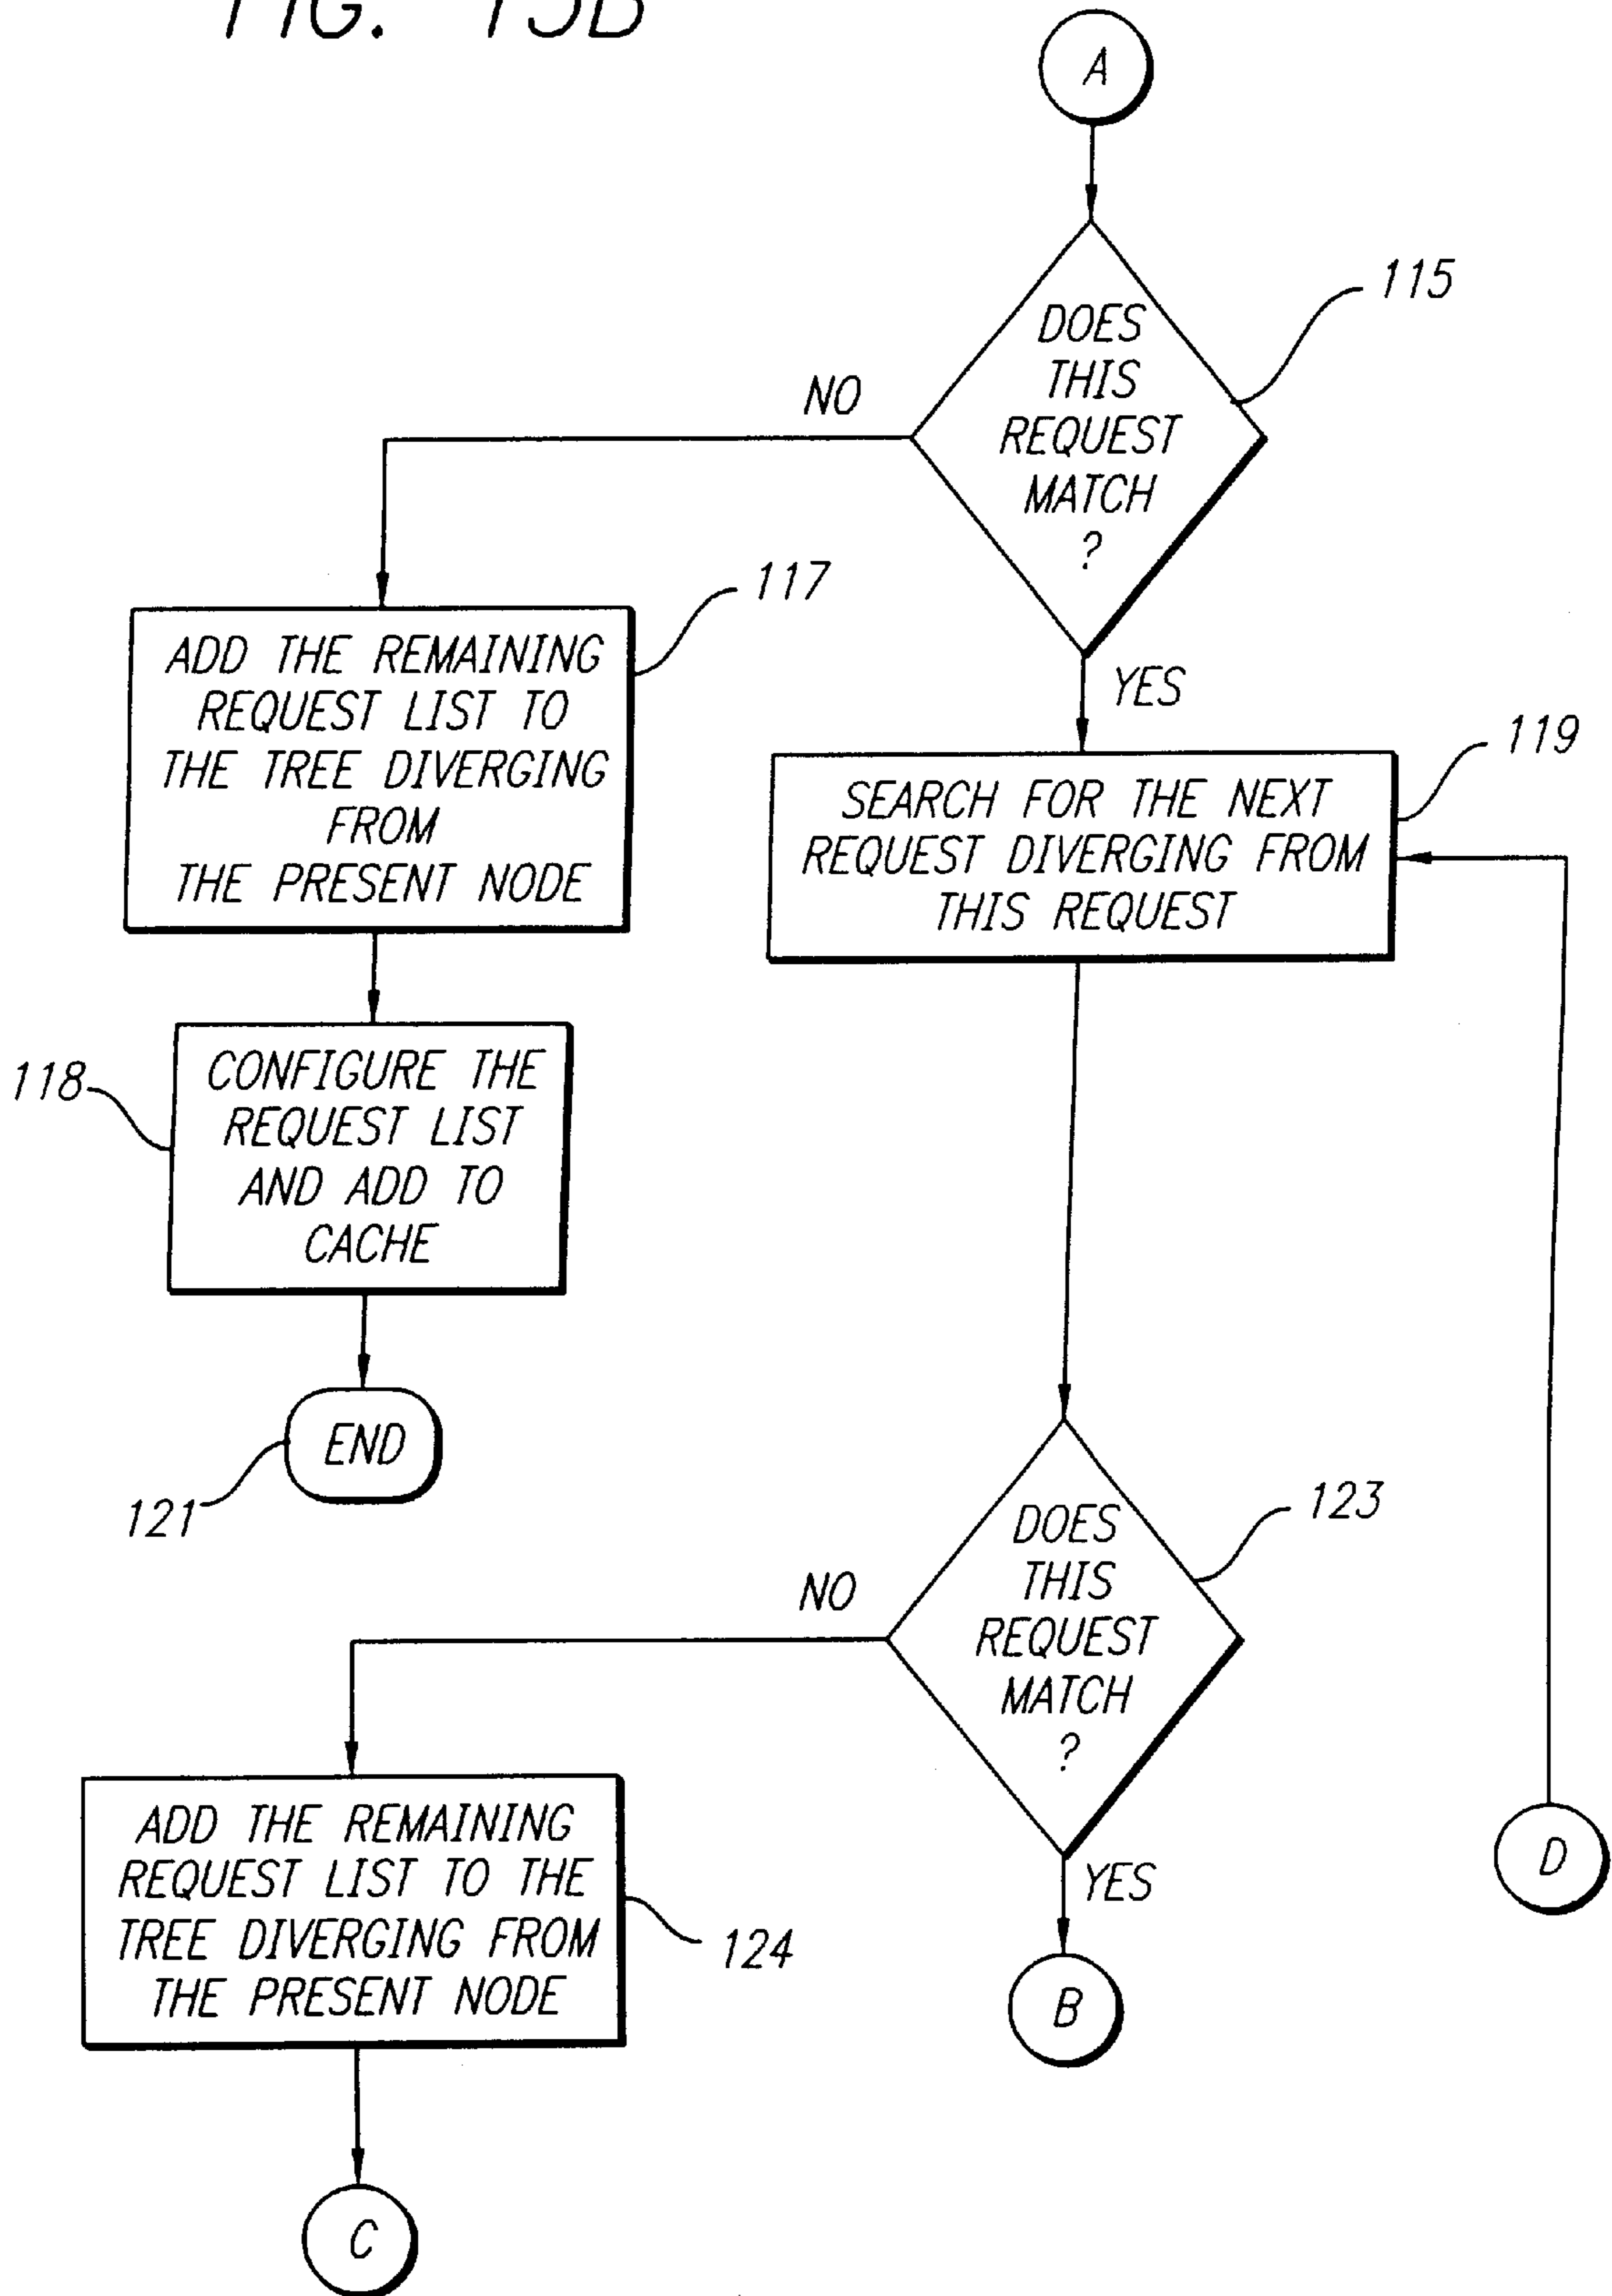 FIG. 15B
A
DOES
THIS
REQUEST
MATCH
?
115
NO
YES
117
ADD THE REMAINING
REQUEST LIST TO
THE TREE DIVERGING
FROM
THE PRESENT NODE
119
SEARCH FOR THE NEXT
REQUEST DIVERGING FROM
THIS REQUEST
118
CONFIGURE THE
REQUEST LIST
AND ADD TO
CACHE
END
121
DOES
THIS
REQUEST
MATCH
?
123
NO
YES
ADD THE REMAINING
REQUEST LIST TO THE
TREE DIVERGING FROM
THE PRESENT NODE
124
D
B
C